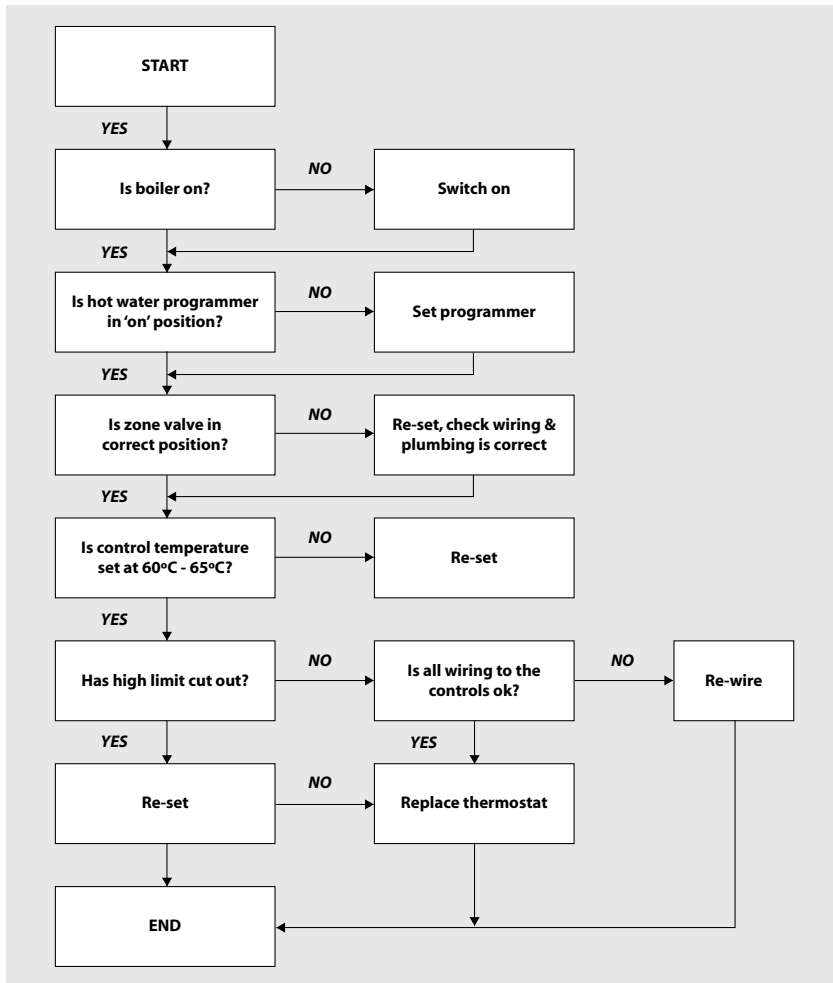 START
YES
Is boiler on?
NO
Switch on
YES
Is hot water programmer
in ‘on’ position?
NO
Set programmer
YES
Is zone valve in
correct position?
NO
Re-set, check wiring &
plumbing is correct
YES
Is control temperature
set at 60ºC - 65ºC?
NO
Re-set
YES
Has high limit cut out?
NO
Is all wiring to the
controls ok?
NO
Re-wire
YES
YES
Re-set
NO
Replace thermostat
END